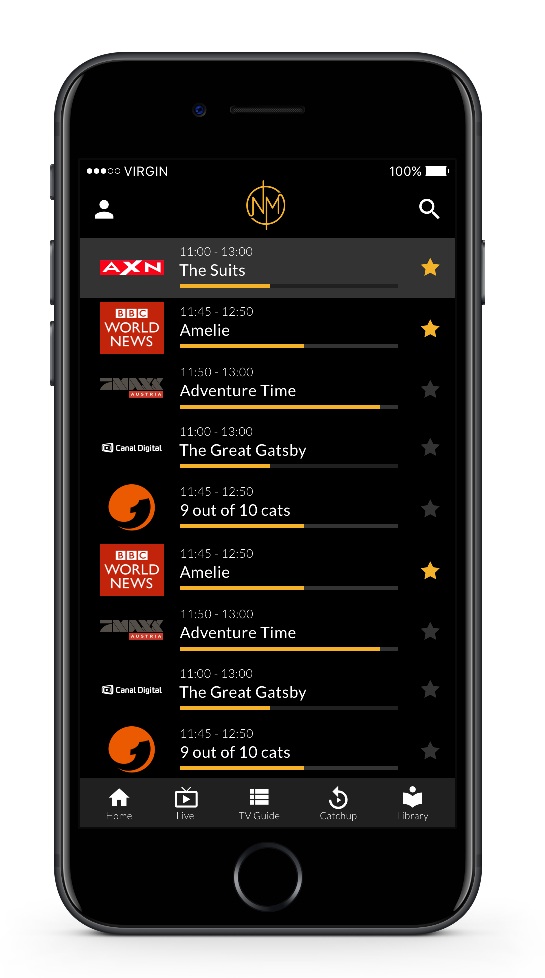 VIRGIN
100%
NM
11:00 - 13:00
AXN
The Suits
11:45 - 12:50
BBC
WORLD
NEWS
Amelie
11:50 - 13:00
MAXX
AUSTRIA
Adventure Time
11:00 - 13:00
Canal Digital
The Great Gatsby
11:45 - 12:50
9 out of 10 cats
11:45 - 12:50
BBC
WORLD
NEWS
Amelie
11:50 - 13:00
MAXX
AUSTRIA
Adventure Time
11:00 - 13:00
Canal Digital
The Great Gatsby
11:45 - 12:50
9 out of 10 cats
Home
Live
TV Guide
Catchup
Library